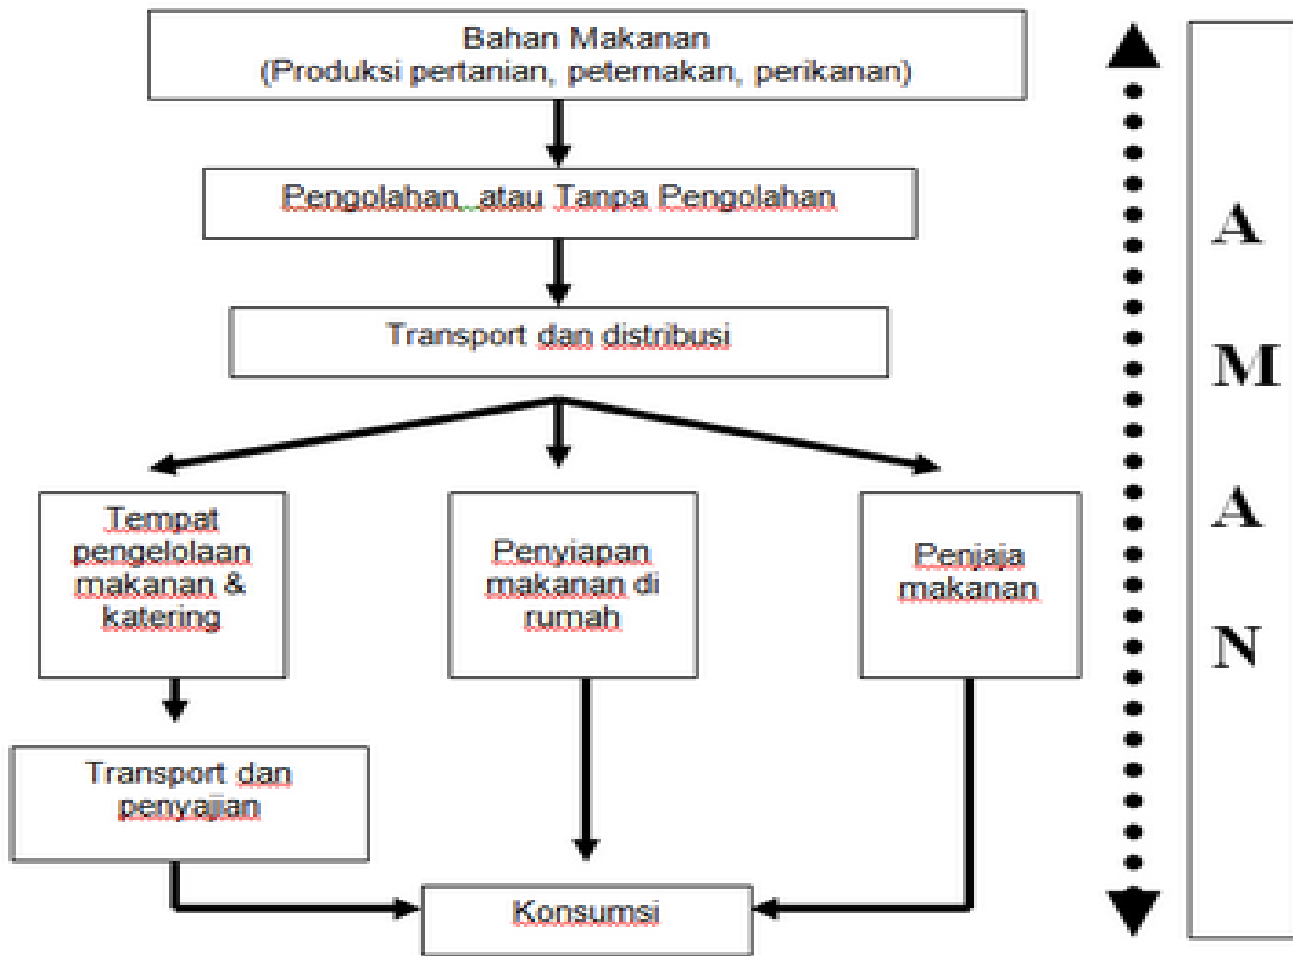 Bahan Makanan
(Produksi pertanian, peternakan, perikanan)
Pengolahan atau Tanpa Pengolahan
Transport dan distribusi
Tempat
pengelolaan
makanan &
katering
Penyiapan
makanan di
rumah
Penjaja
makanan
Transport dan
penyajian
Konsumsi
A
M
A
N